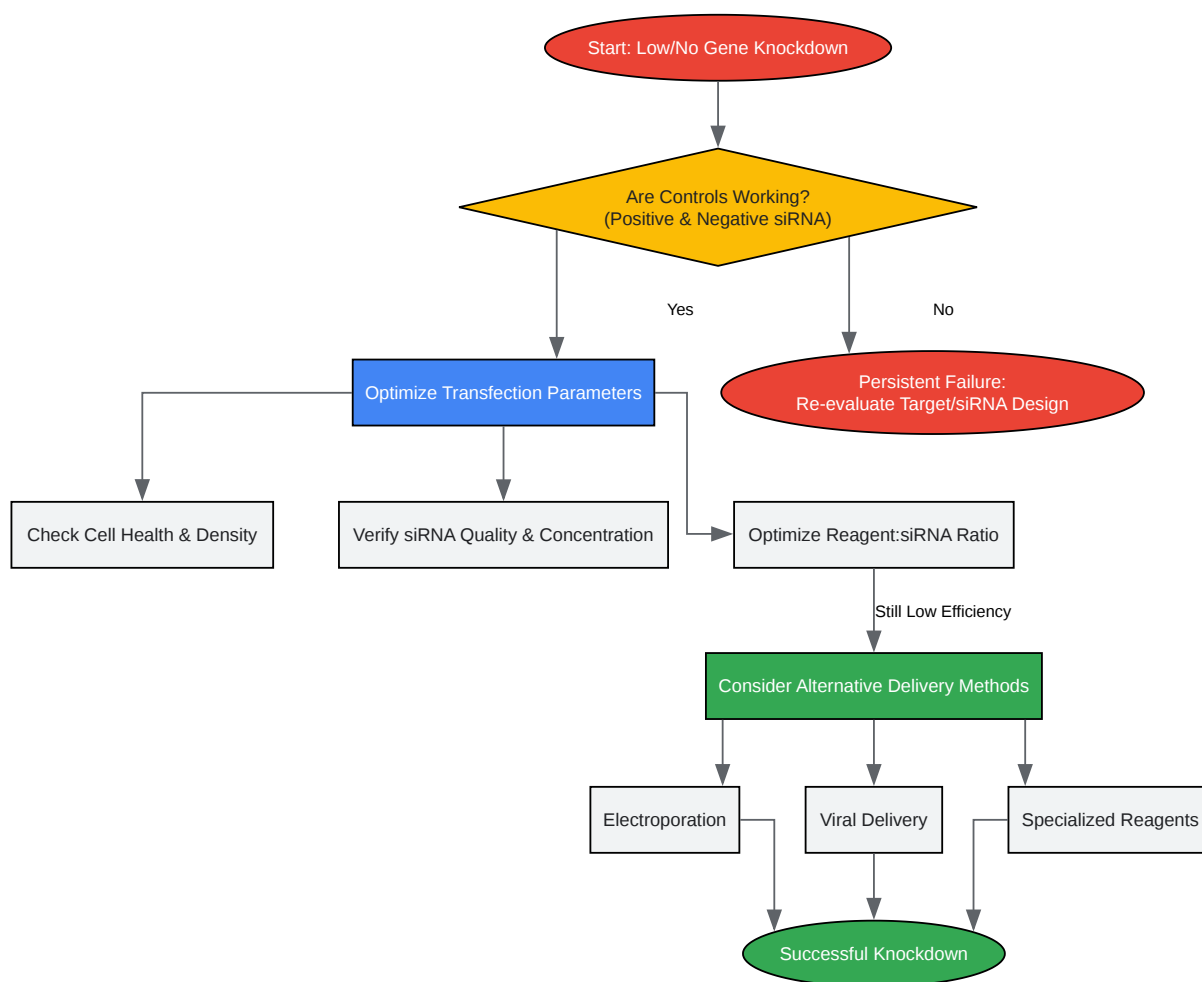 Start: Low/No Gene Knockdown
Are Controls Working?
(Positive & Negative siRNA)
Yes
No
Optimize Transfection Parameters
Persistent Failure:
Re-evaluate Target/siRNA Design
Check Cell Health & Density
Verify siRNA Quality & Concentration
Optimize Reagent:siRNA Ratio
Still Low Efficiency
Consider Alternative Delivery Methods
Electroporation
Viral Delivery
Specialized Reagents
Successful Knockdown